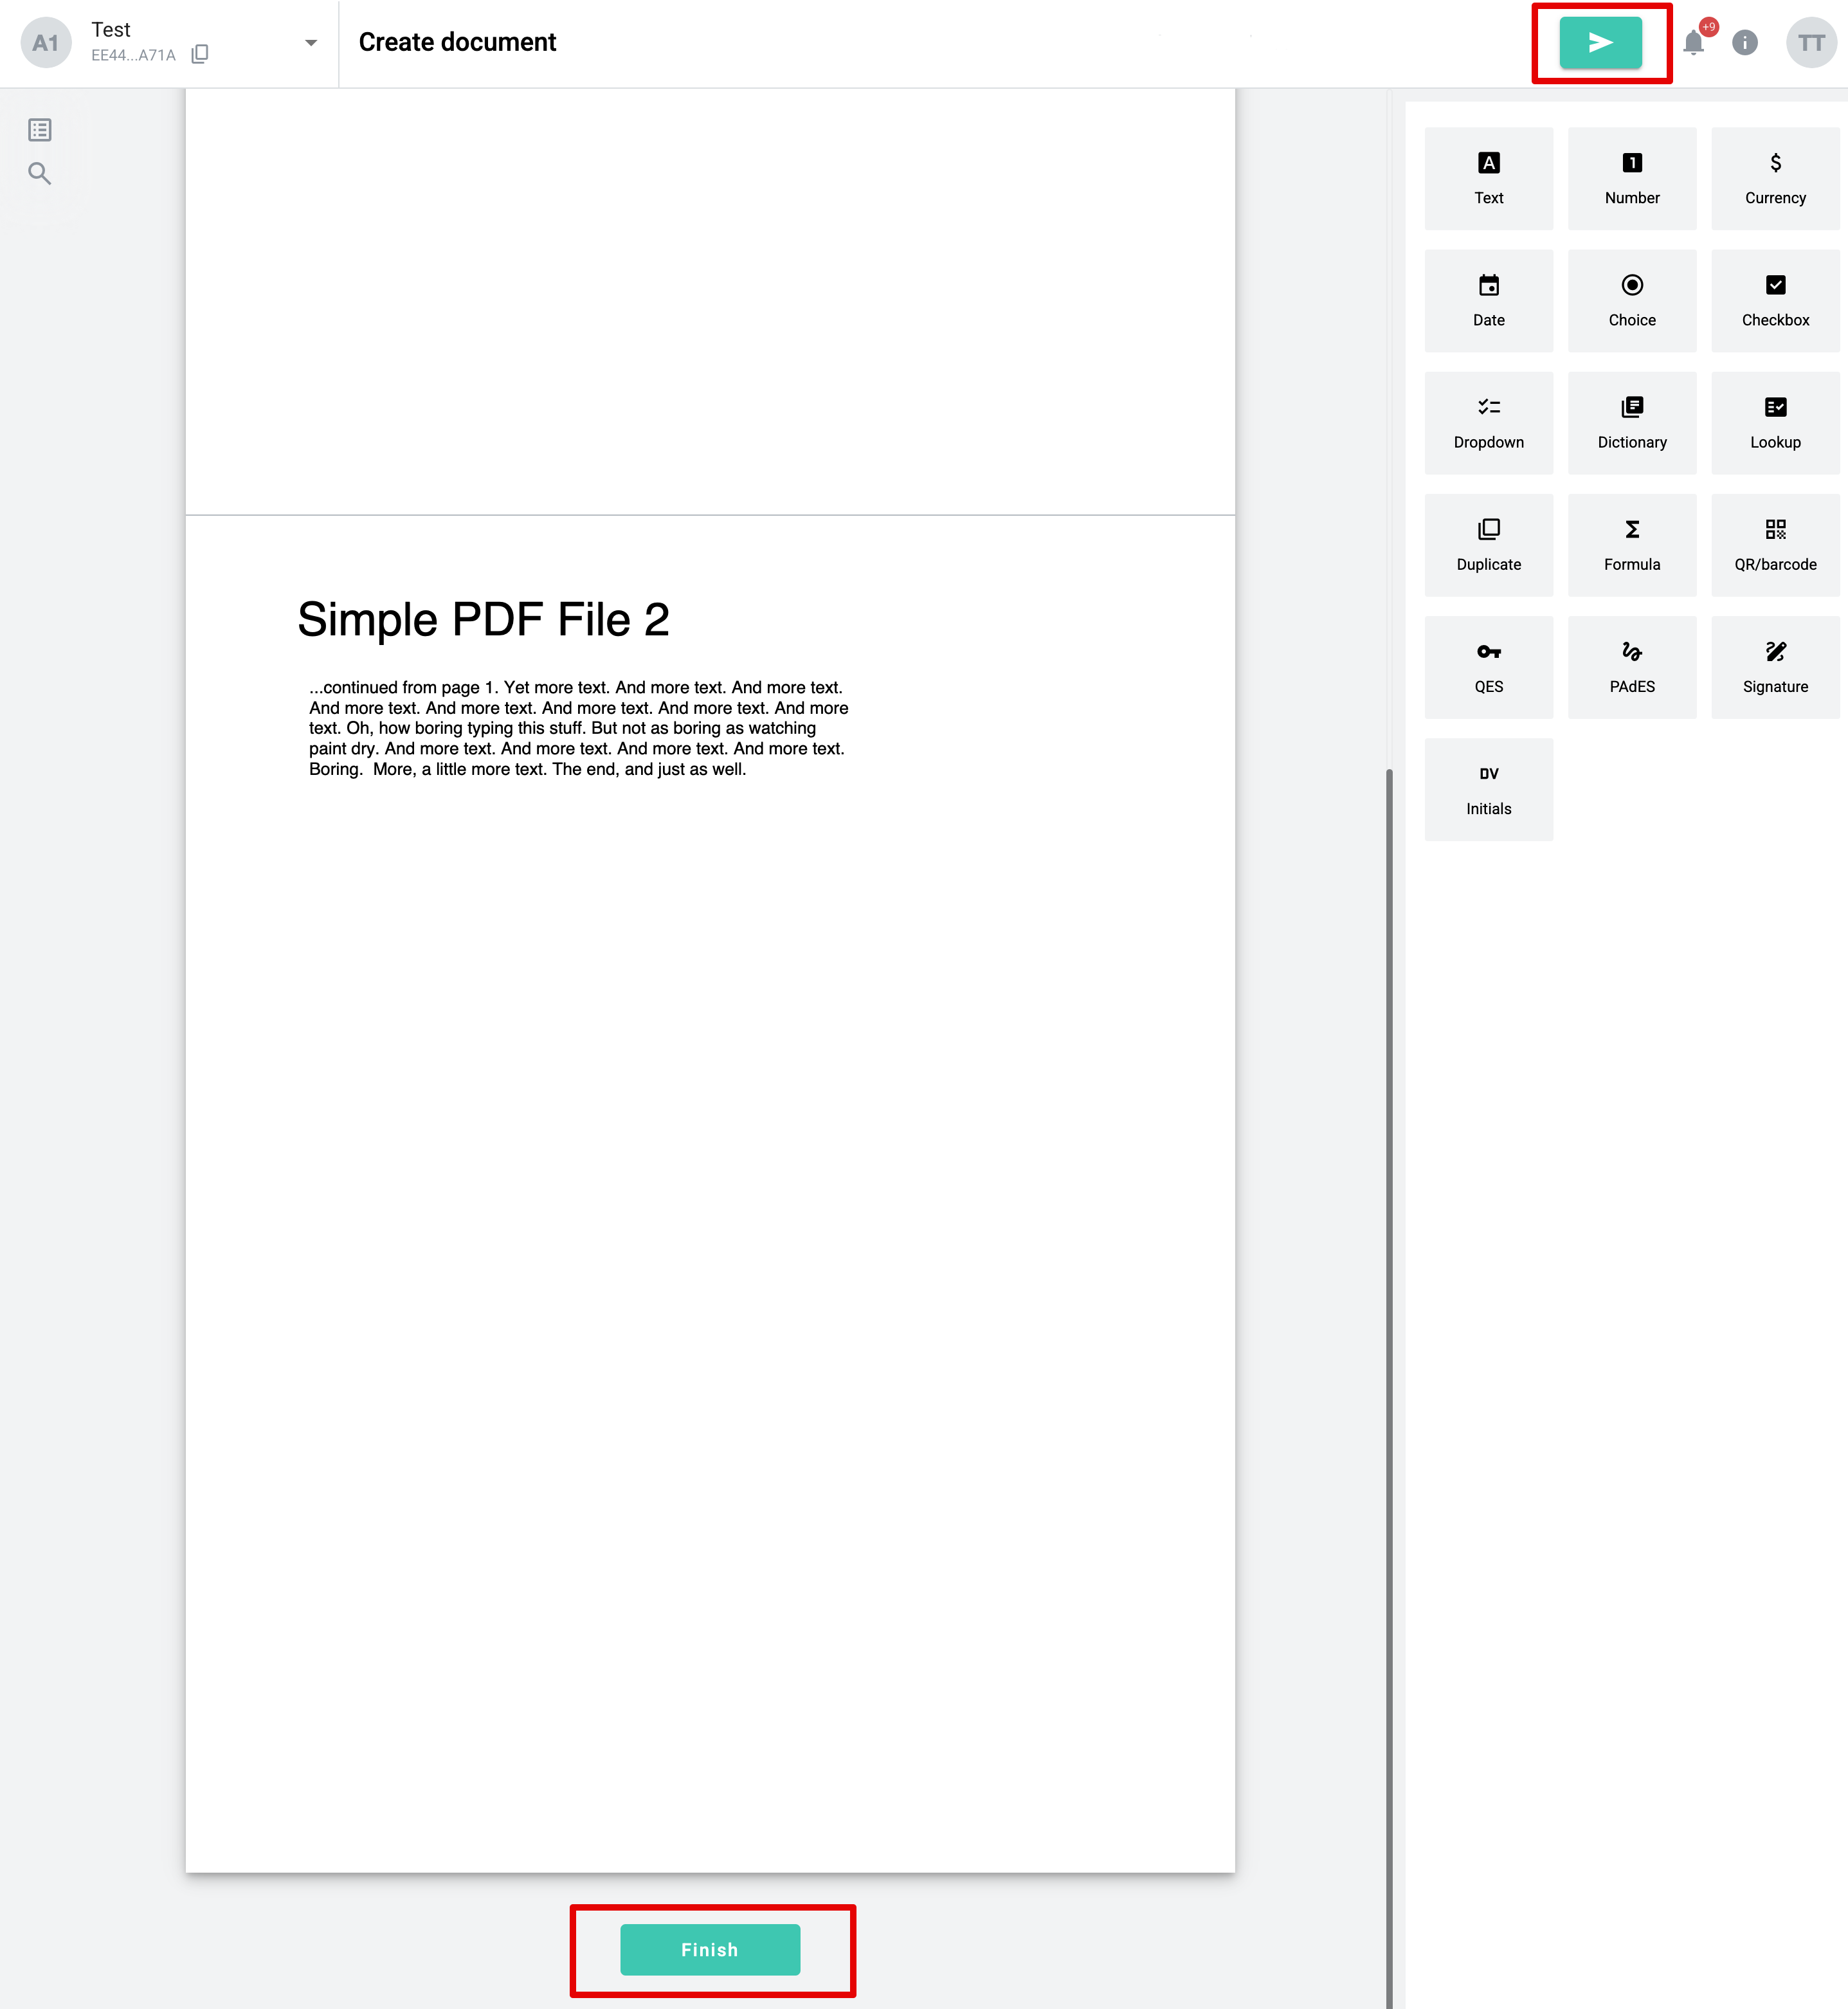 A1
Test
EE44...A71A
Create document
+9
TT
A
Text
1
Number
$
Currency
Date
Choice
Checkbox
Dropdown
Dictionary
Lookup
Duplicate
Σ
Formula
QR/barcode
QES
PAdES
Signature
DV
Initials
Simple PDF File 2
...continued from page 1. Yet more text. And more text. And more text.
And more text. And more text. And more text. And more text. And more
text. Oh, how boring typing this stuff. But not as boring as watching
paint dry. And more text. And more text. And more text. And more text.
Boring.  More, a little more text. The end, and just as well.
Finish